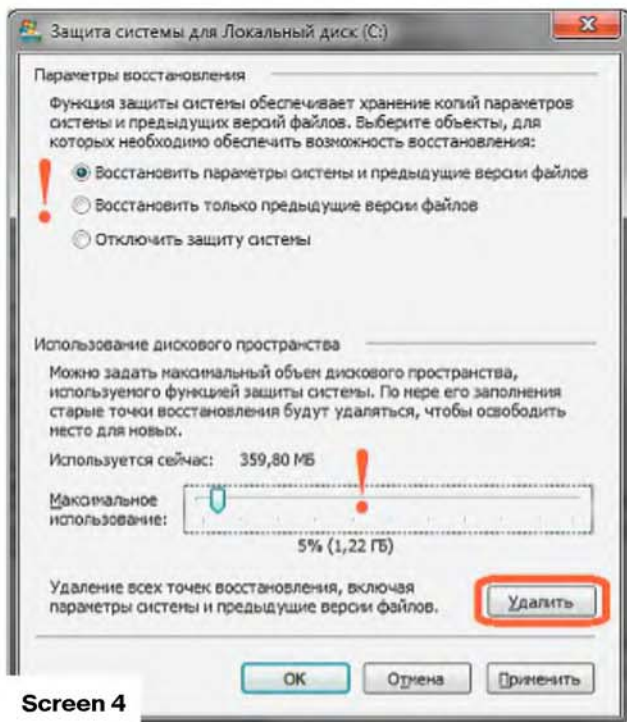 Защита системы для Локальный диск (C:)
Параметры восстановления
Функция защиты системы обеспечивает хранение копий параметров
системы и предыдущих версий файлов. Выберите объекты, для
которых необходимо обеспечить возможность восстановления:
!
Восстановить параметры системы и предыдущие версии файлов
Восстановить только предыдущие версии файлов
Отключить защиту системы
Использование дискового пространства
Можно задать максимальный объем дискового пространства,
используемого функцией защиты системы. По мере его заполнения
старые точки восстановления будут удаляться, чтобы освободить
место для новых.
Используется сейчас: 359,80 МБ
!
Максимальное
использование:
5% (1,22 ГБ)
Удаление всех точек восстановления, включая
параметры системы и предыдущие версии файлов.
Удалить
ОК Отмена Применить
Screen 4